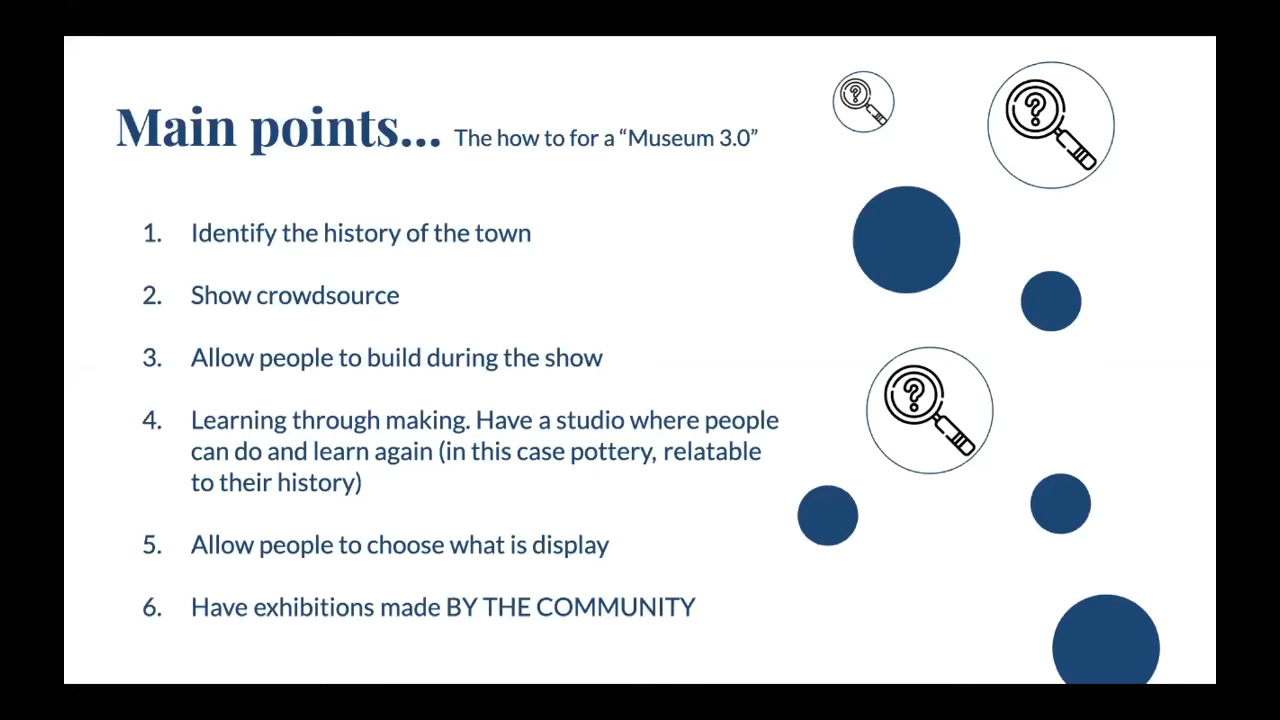 Main points... The how to for a “Museum 3.0”
1. Identify the history of the town
2. Show crowdsource
3. Allow people to build during the show
4. Learning through making. Have a studio where people
can do and learn again (in this case pottery, relatable
to their history)
5. Allow people to choose what is display
6. Have exhibitions made BY THE COMMUNITY